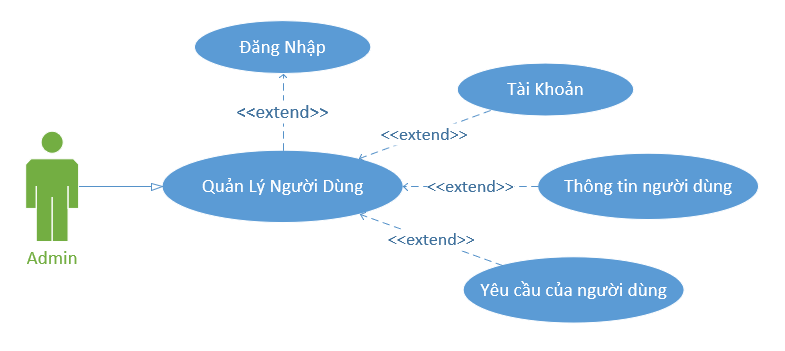 Đăng Nhập
<<extend>>
Tài Khoản
<<extend>>
Quản Lý Người Dùng
<<extend>>
Thông tin người dùng
<<extend>>
Admin
Yêu cầu của người dùng